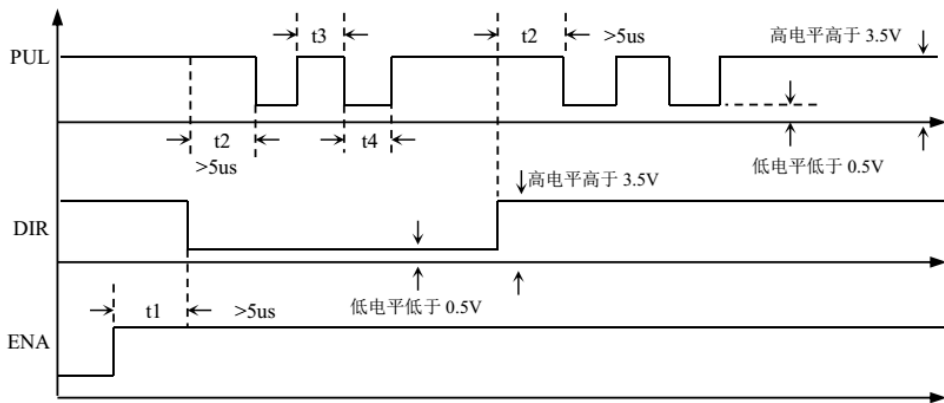 t3
t2
>5us
高电平高于 3.5V
PUL
t2
t4
>5us
低电平低于 0.5V
高电平高于 3.5V
DIR
t1
>5us
低电平低于 0.5V
ENA